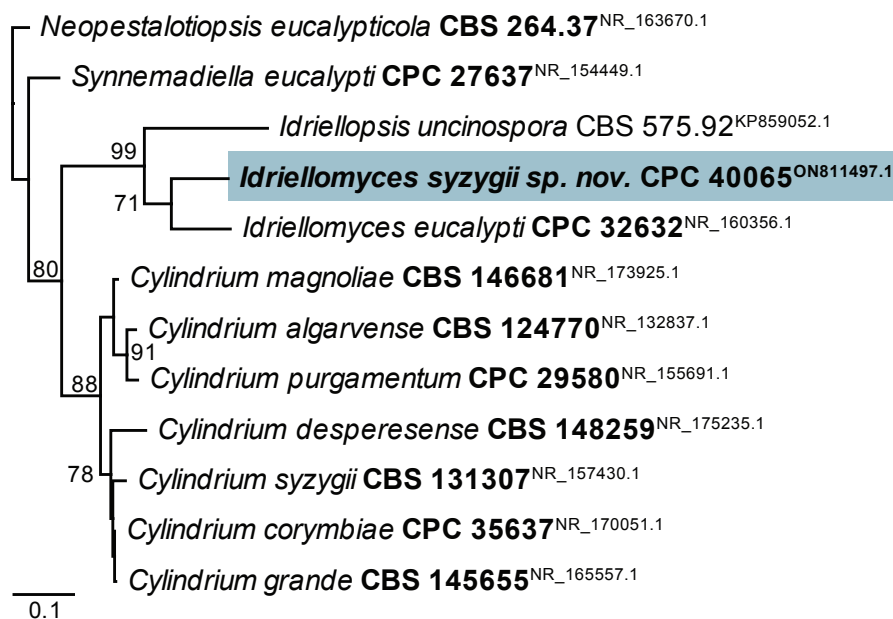 Neopestalotiopsis eucalypticola CBS 264.37NR_163670.1
Synnemadiella eucalypti CPC 27637NR_154449.1
Idriellopsis uncinospora CBS 575.92KP859052.1
99
Idriellomyces syzygii sp. nov. CPC 40065ON811497.1
71
Idriellomyces eucalypti CPC 32632NR_160356.1
80
Cylindrium magnoliae CBS 146681NR_173925.1
Cylindrium algarvense CBS 124770NR_132837.1
91
Cylindrium purgamentum CPC 29580NR_155691.1
88
Cylindrium desperesense CBS 148259NR_175235.1
78
Cylindrium syzygii CBS 131307NR_157430.1
Cylindrium corymbiae CPC 35637NR_170051.1
Cylindrium grande CBS 145655NR_165557.1
0.1